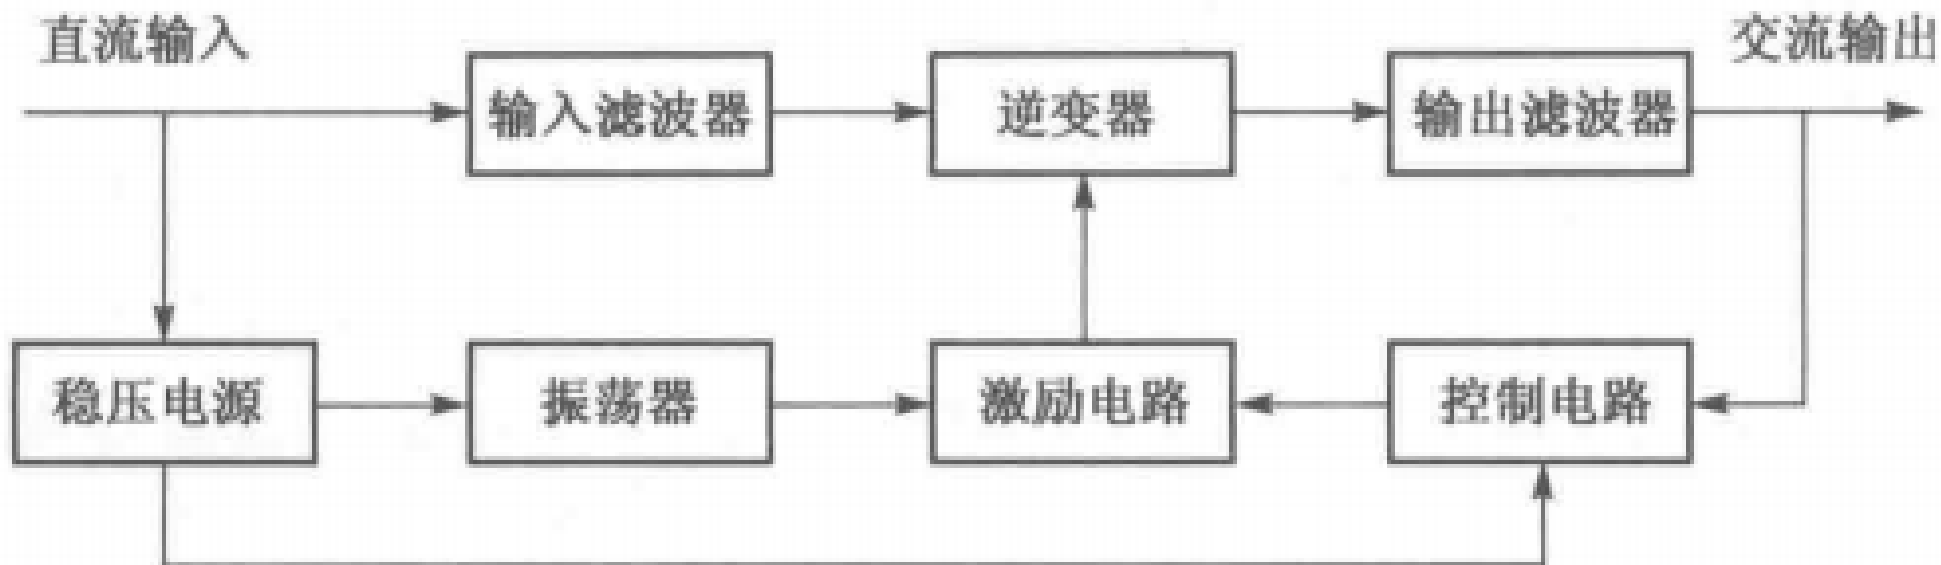 直流输入
交流输出
输入滤波器
逆变器
输出滤波器
稳压电源
振荡器
激励电路
控制电路